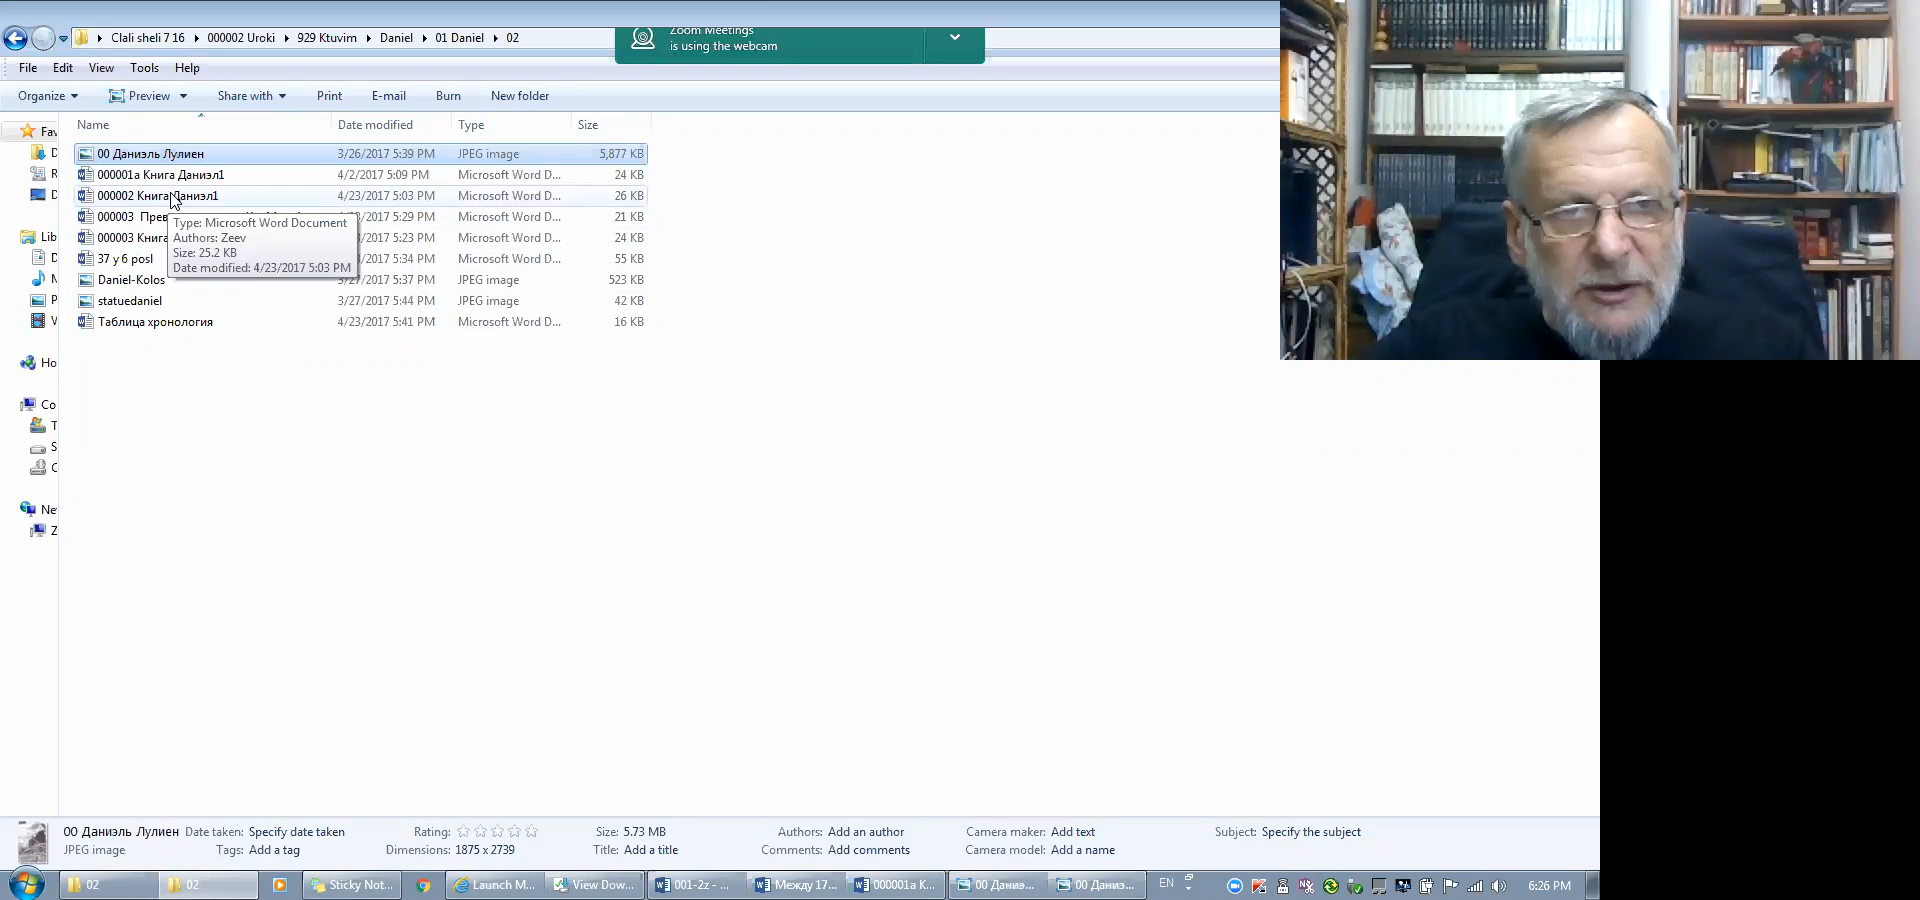 Clali sheli 7 16 000002 Uroki 929 Ktuvim Daniel 01 Daniel 02
Zoom Meetings
is using the webcam
File Edit View Tools Help
Organize Preview Share with Print E-mail Burn New folder
Name Date modified Type Size
Fav
00 Даниэль Лулиен 3/26/2017 5:39 PM JPEG image 5,877 KB
000001a Книга Даниэл1 4/2/2017 5:09 PM Microsoft Word D... 24 KB
000002 Книга Даниэл1 4/23/2017 5:03 PM Microsoft Word D... 26 KB
000003 Прев 5:29 PM Microsoft Word D... 21 KB
Type: Microsoft Word Document
Lib
000003 Книга 5:23 PM Microsoft Word D... 24 KB
Authors: Zeev
Size: 25.2 KB
37 y 6 posl 5:34 PM Microsoft Word D... 55 KB
Date modified: 4/23/2017 5:03 PM
Daniel-Kolos 3/27/2017 5:37 PM JPEG image 523 KB
statuedaniel 3/27/2017 5:44 PM JPEG image 42 KB
Таблица хронология 4/23/2017 5:41 PM Microsoft Word D... 16 KB
Ho
Co
Ne
00 Даниэль Лулиен Date taken: Specify date taken Rating: Size: 5.73 MB Authors: Add an author Camera maker: Add text Subject: Specify the subject
JPEG image Tags: Add a tag Dimensions: 1875 x 2739 Title: Add a title Comments: Add comments Camera model: Add a name
02 02 Sticky Not... Launch M... View Dow... 001-2z - ... Между 17... 000001a К... 00 Даниэ... 00 Даниэ... EN 6:26 PM